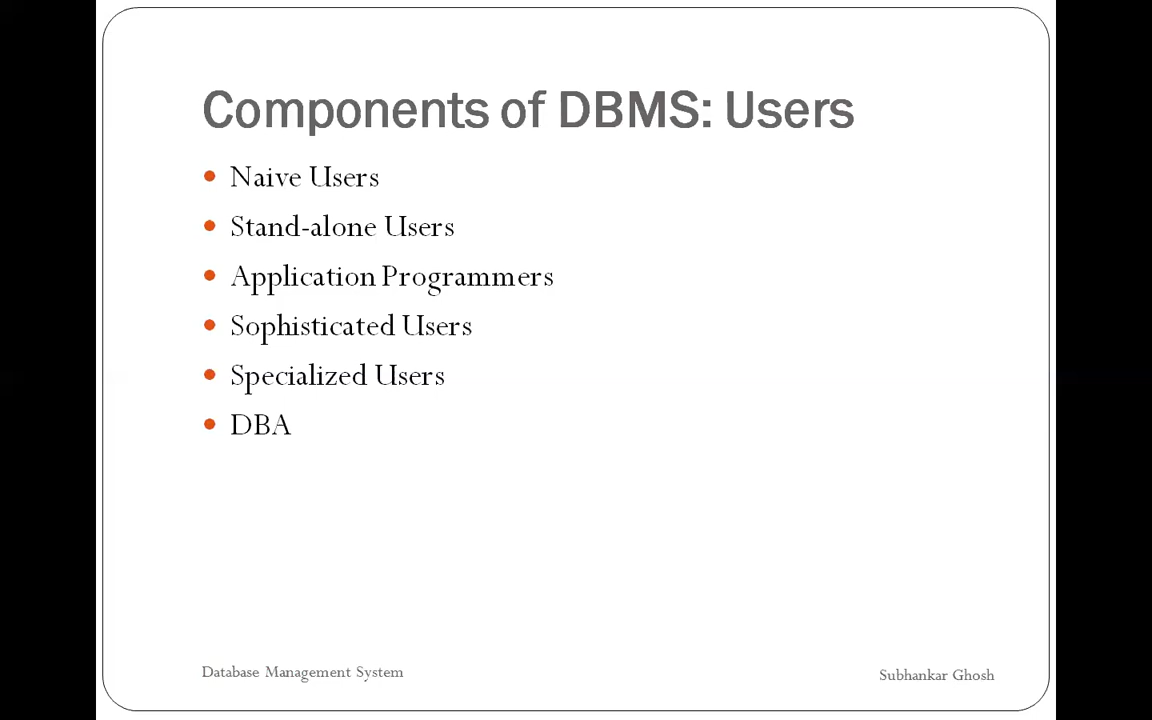 Components of DBMS: Users
Naive Users
Stand-alone Users
Application Programmers
Sophisticated Users
Specialized Users
DBA
Database Management System
Subhankar Ghosh